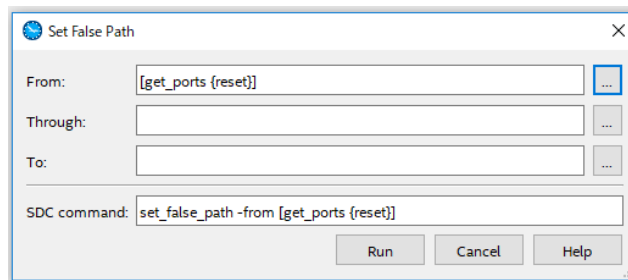 Set False Path
From: [get_ports {reset}] ...
Through: ...
To: ...
SDC command: set_false_path -from [get_ports {reset}]
Run Cancel Help